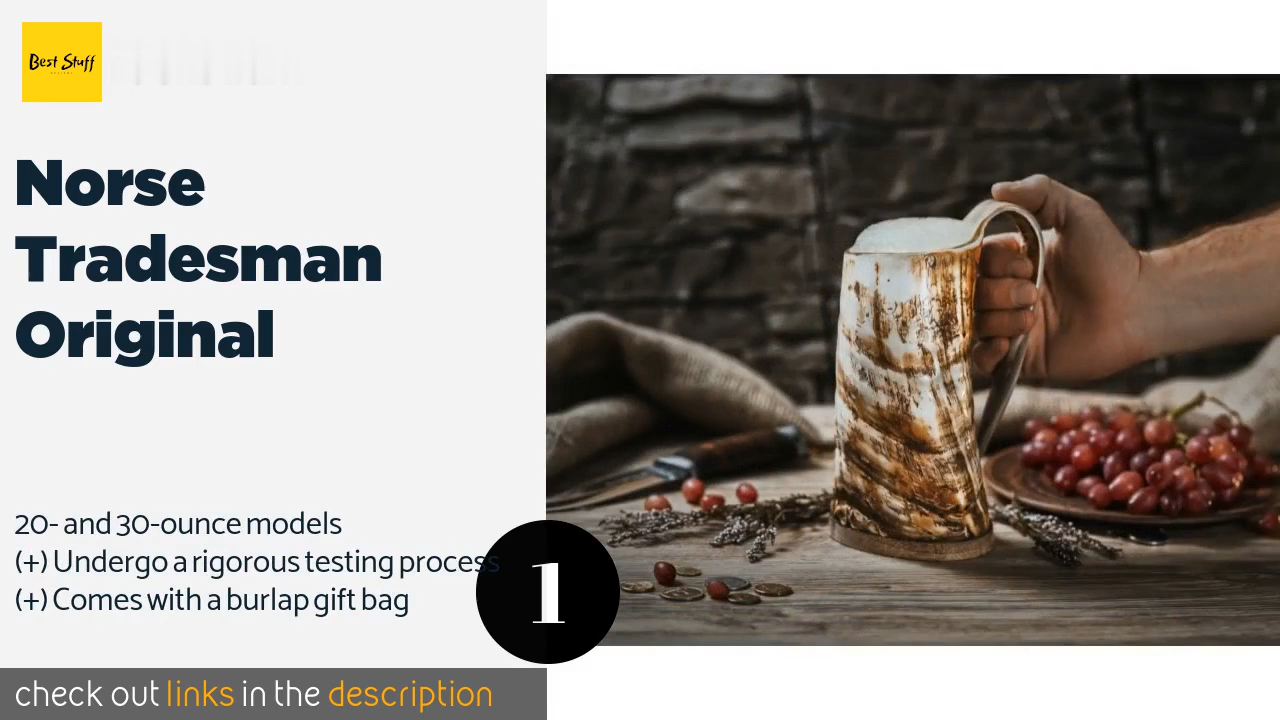 Best Stuff
Norse
Tradesman
Original
20- and 30-ounce models
(+) Undergo a rigorous testing process
(+) Comes with a burlap gift bag
1
check out links in the description